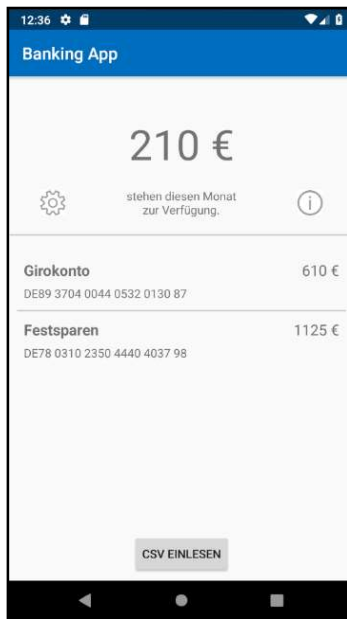 12:36
Banking App
210 €
stehen diesen Monat
zur Verfügung.
Girokonto 610 €
DE89 3704 0044 0532 0130 87
Festsparen 1125 €
DE78 0310 2350 4440 4037 98
CSV EINLESEN